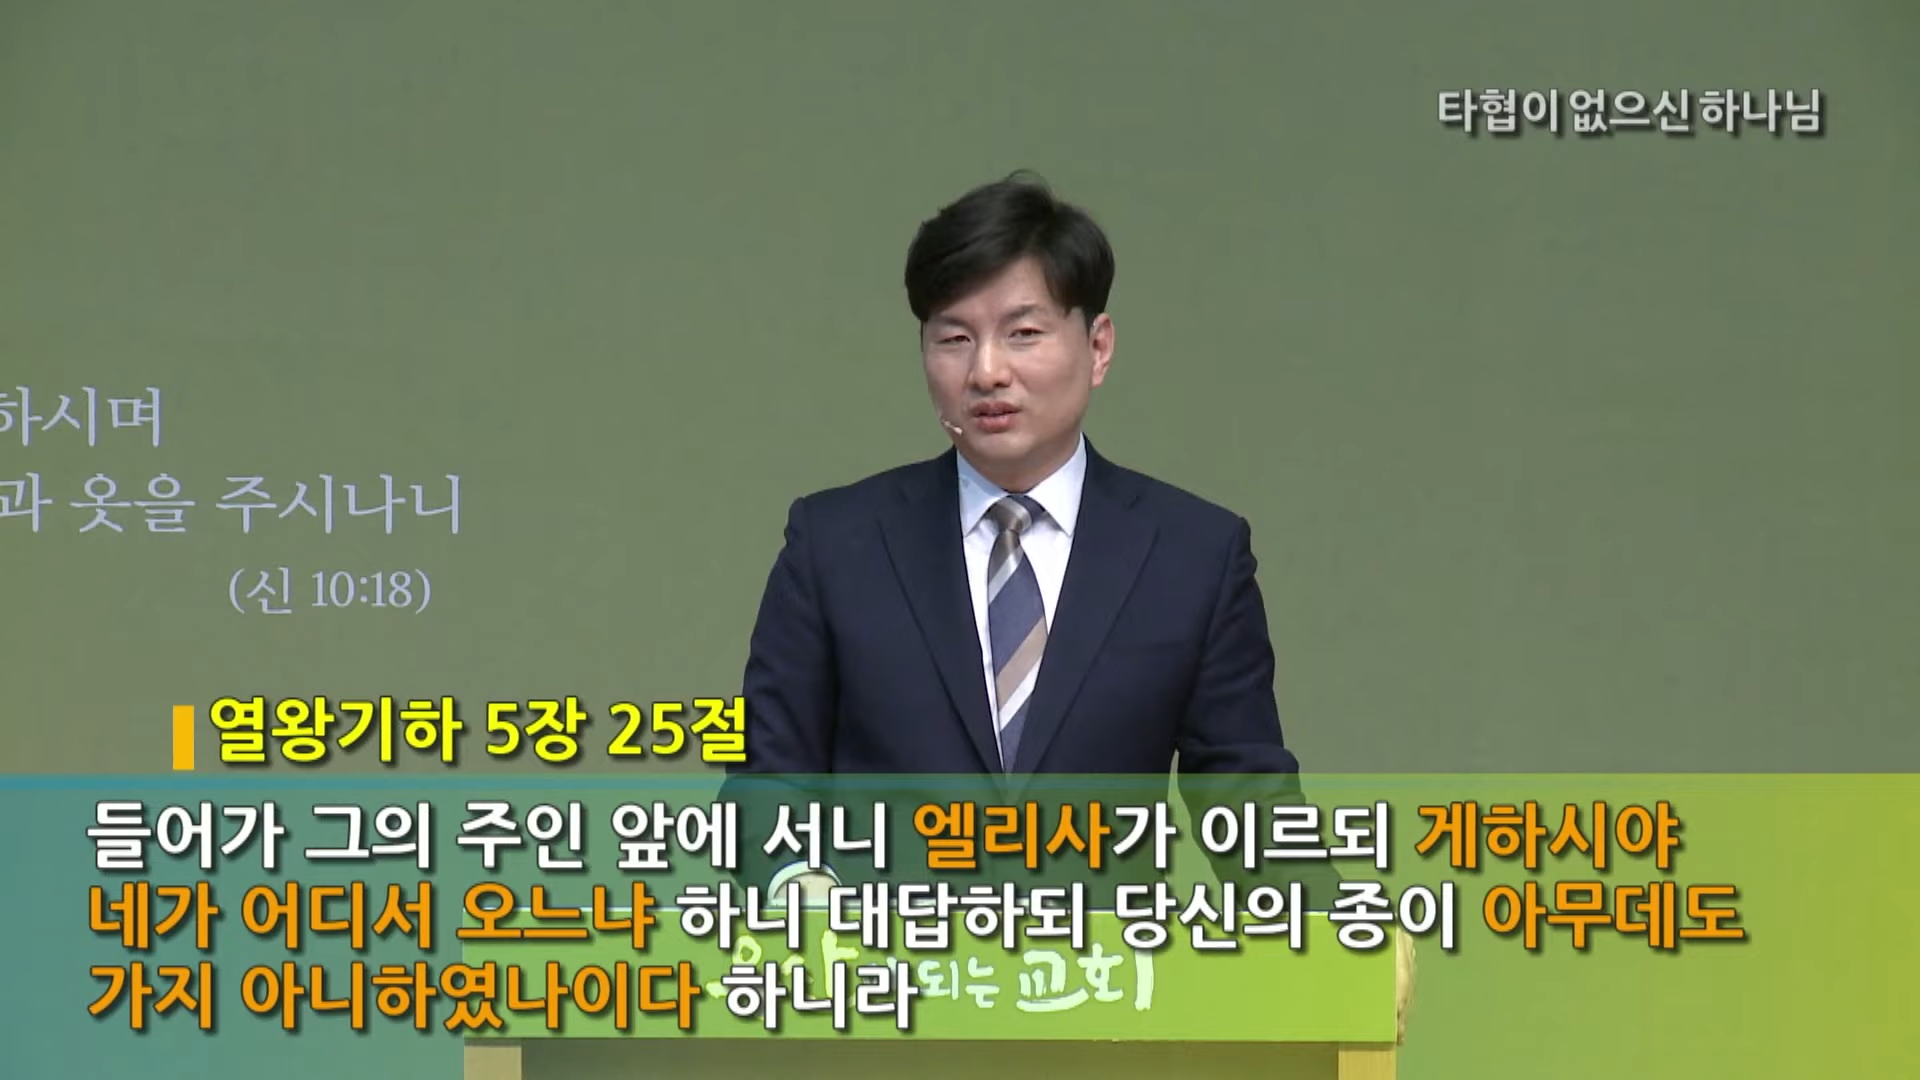 타협이 없으신 하나님
하시며
과 옷을 주시나니
(신 10:18)
열왕기하 5장 25절
들어가 그의 주인 앞에 서니 엘리사가 이르되 게하시야
네가 어디서 오느냐 하니 대답하되 당신의 종이 아무데도
가지 아니하였나이다 하니라
되는 교회